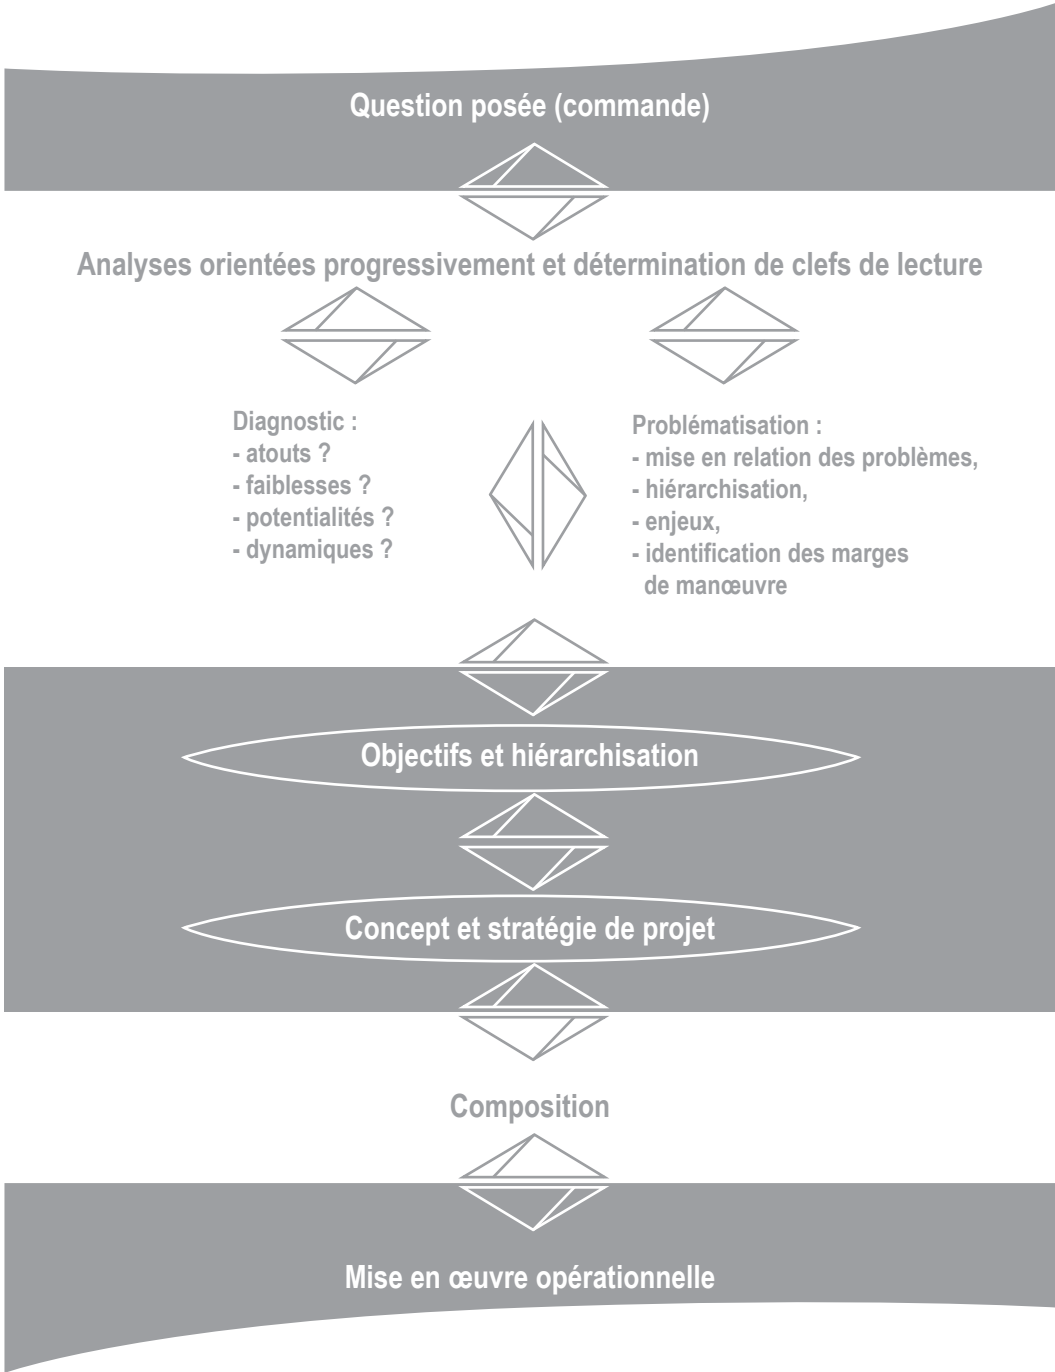 Question posée (commande)
Analyses orientées progressivement et détermination de clefs de lecture
Diagnostic :
- atouts ?
- faiblesses ?
- potentialités ?
- dynamiques ?
Problématisation :
- mise en relation des problèmes,
- hiérarchisation,
- enjeux,
- identification des marges
de manœuvre
Objectifs et hiérarchisation
Concept et stratégie de projet
Composition
Mise en œuvre opérationnelle